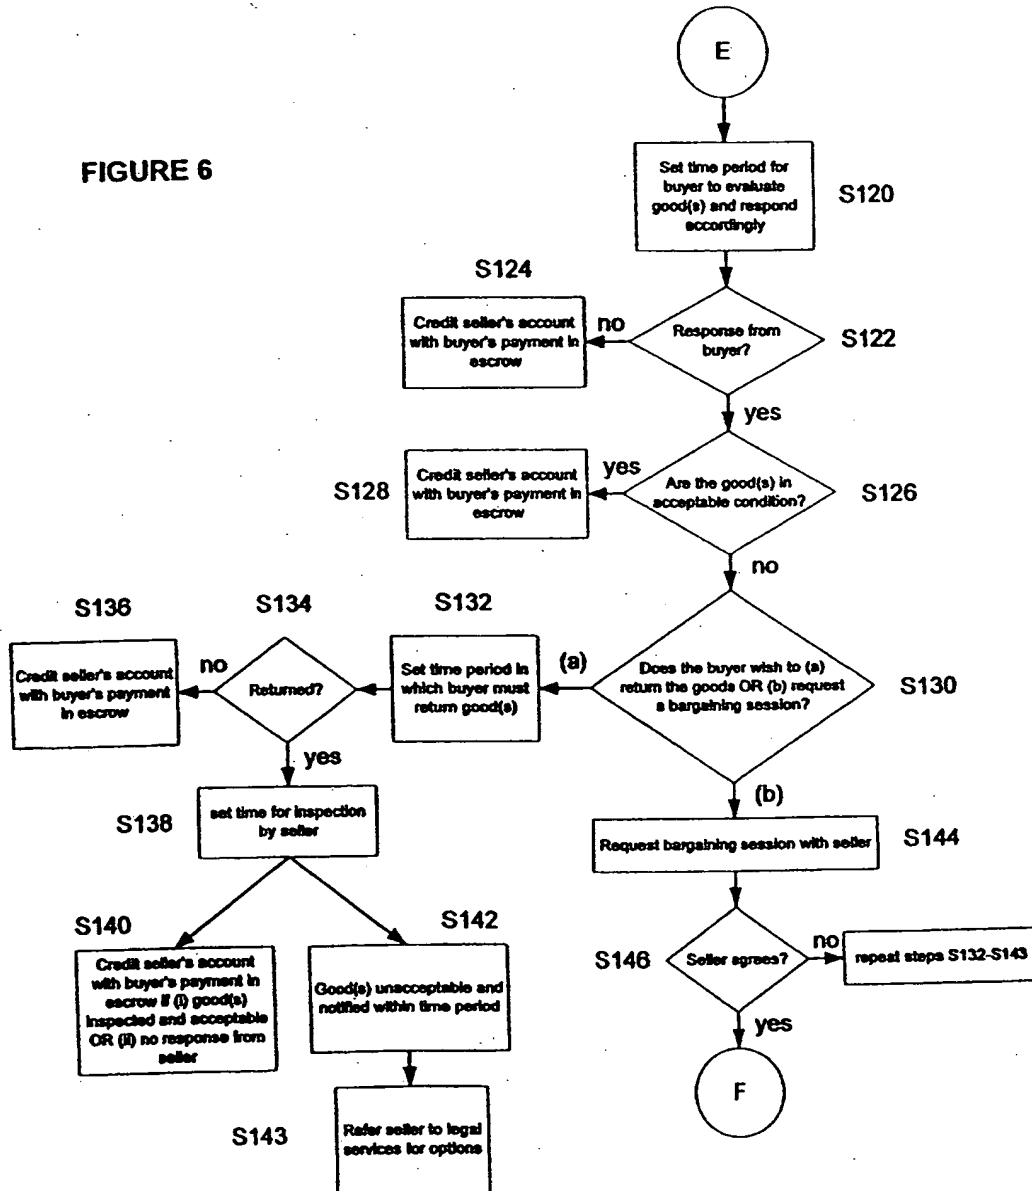 E
FIGURE 6
Set time period for
buyer to evaluate
good(s) and respond
accordingly
S120
S124
Credit seller's account
with buyer's payment in
escrow
no
Response from
buyer?
S122
yes
S128
Credit seller's account
with buyer's payment in
escrow
yes
Are the good(s) in
acceptable condition?
S126
no
S136
S134
S132
Credit seller's account
with buyer's payment
in escrow
no
Returned?
Set time period in
which buyer must
return good(s)
(a)
Does the buyer wish to (a)
return the goods OR (b) request
a bargaining session?
S130
yes
(b)
S138
set time for inspection
by seller
Request bargaining session with seller
S144
S140
S142
Credit seller's account
with buyer's payment in
escrow if (i) good(s)
inspected and acceptable
OR (ii) no response from
seller
Good(s) unacceptable and
notified within time period
S146
Seller agrees?
no
repeat steps S132-S143
yes
F
S143
Refer seller to legal
services for options